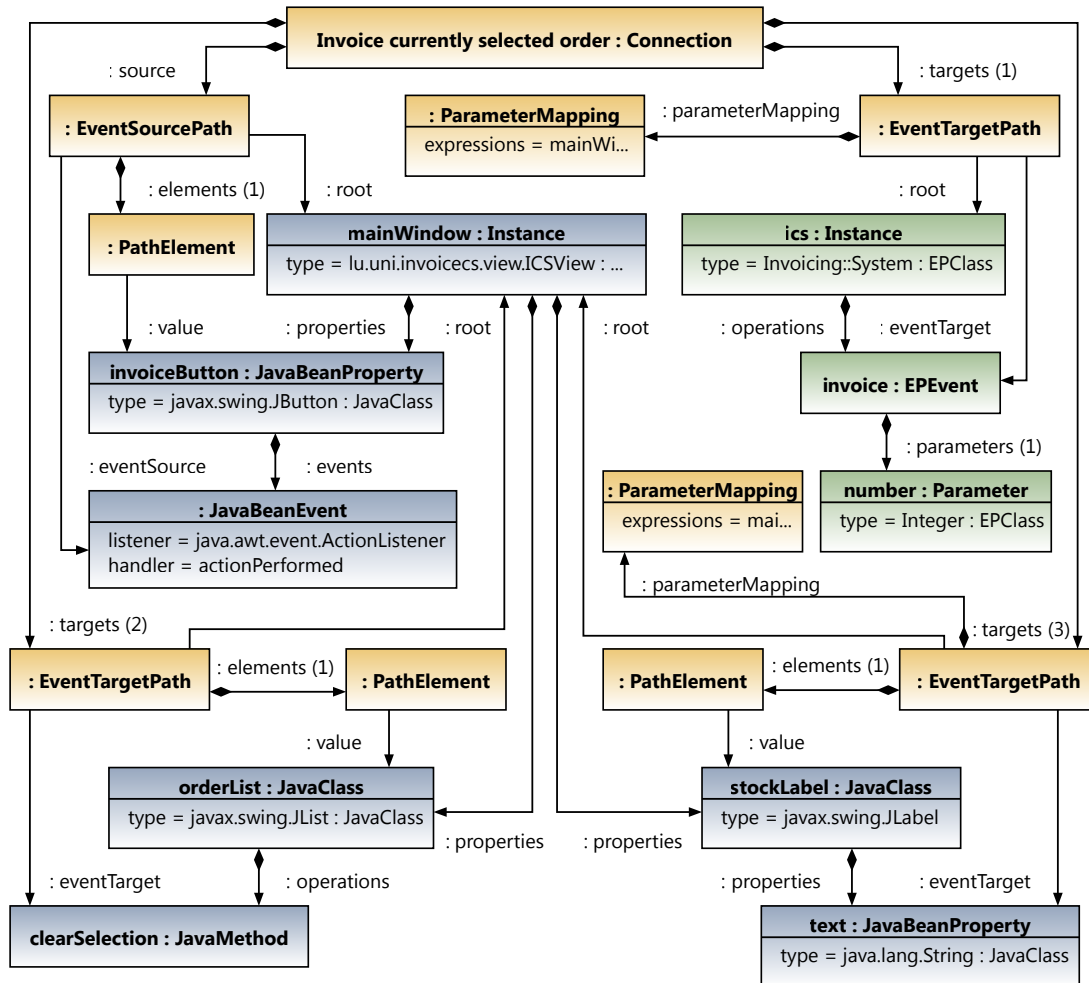 Invoice currently selected order : Connection
: source
: targets (1)
: EventSourcePath
: ParameterMapping
expressions = mainWi...
: parameterMapping
: EventTargetPath
: elements (1)
: root
: root
: PathElement
mainWindow : Instance
type = lu.uni.invoicecs.view.ICSView : ...
ics : Instance
type = Invoicing::System : EPClass
: value
: properties
: root
: root
: operations
: eventTarget
invoiceButton : JavaBeanProperty
type = javax.swing.JButton : JavaClass
invoice : EPEvent
: eventSource
: events
: parameters (1)
: JavaBeanEvent
listener = java.awt.event.ActionListener
handler = actionPerformed
: ParameterMapping
expressions = mai...
number : Parameter
type = Integer : EPClass
: parameterMapping
: targets (2)
: targets (3)
: EventTargetPath
: elements (1)
: PathElement
: PathElement
: elements (1)
: EventTargetPath
: value
: value
orderList : JavaClass
type = javax.swing.JList : JavaClass
stockLabel : JavaClass
type = javax.swing.JLabel
: properties
: properties
: eventTarget
: operations
: properties
: eventTarget
clearSelection : JavaMethod
text : JavaBeanProperty
type = java.lang.String : JavaClass